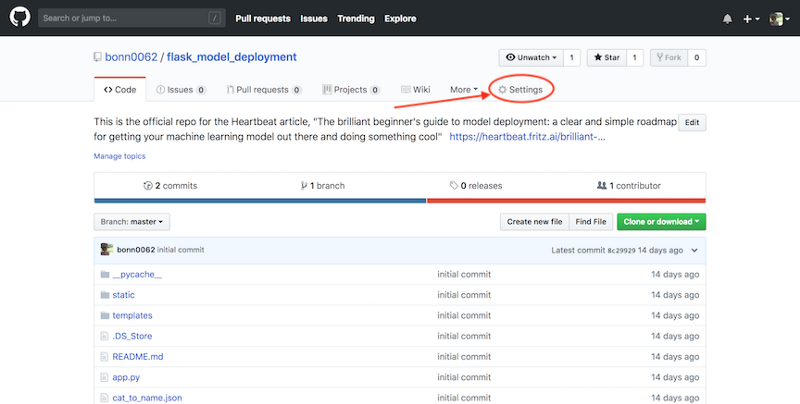 Search or jump to... / Pull requests Issues Trending Explore
bonn0062 / flask_model_deployment Unwatch 1 Star 1 Fork 0
Code Issues 0 Pull requests 0 Projects 0 Wiki More Settings
This is the official repo for the Heartbeat article, "The brilliant beginner's guide to model deployment: a clear and simple roadmap Edit
for getting your machine learning model out there and doing something cool" https://heartbeat.fritz.ai/brilliant-...
Manage topics
2 commits 1 branch 0 releases 1 contributor
Branch: master Create new file Find File Clone or download
bonn0062 initial commit Latest commit 8c29929 14 days ago
__pycache__ initial commit 14 days ago
static initial commit 14 days ago
templates initial commit 14 days ago
.DS_Store initial commit 14 days ago
README.md initial commit 14 days ago
app.py initial commit 14 days ago
cat_to_name.json initial commit 14 days ago